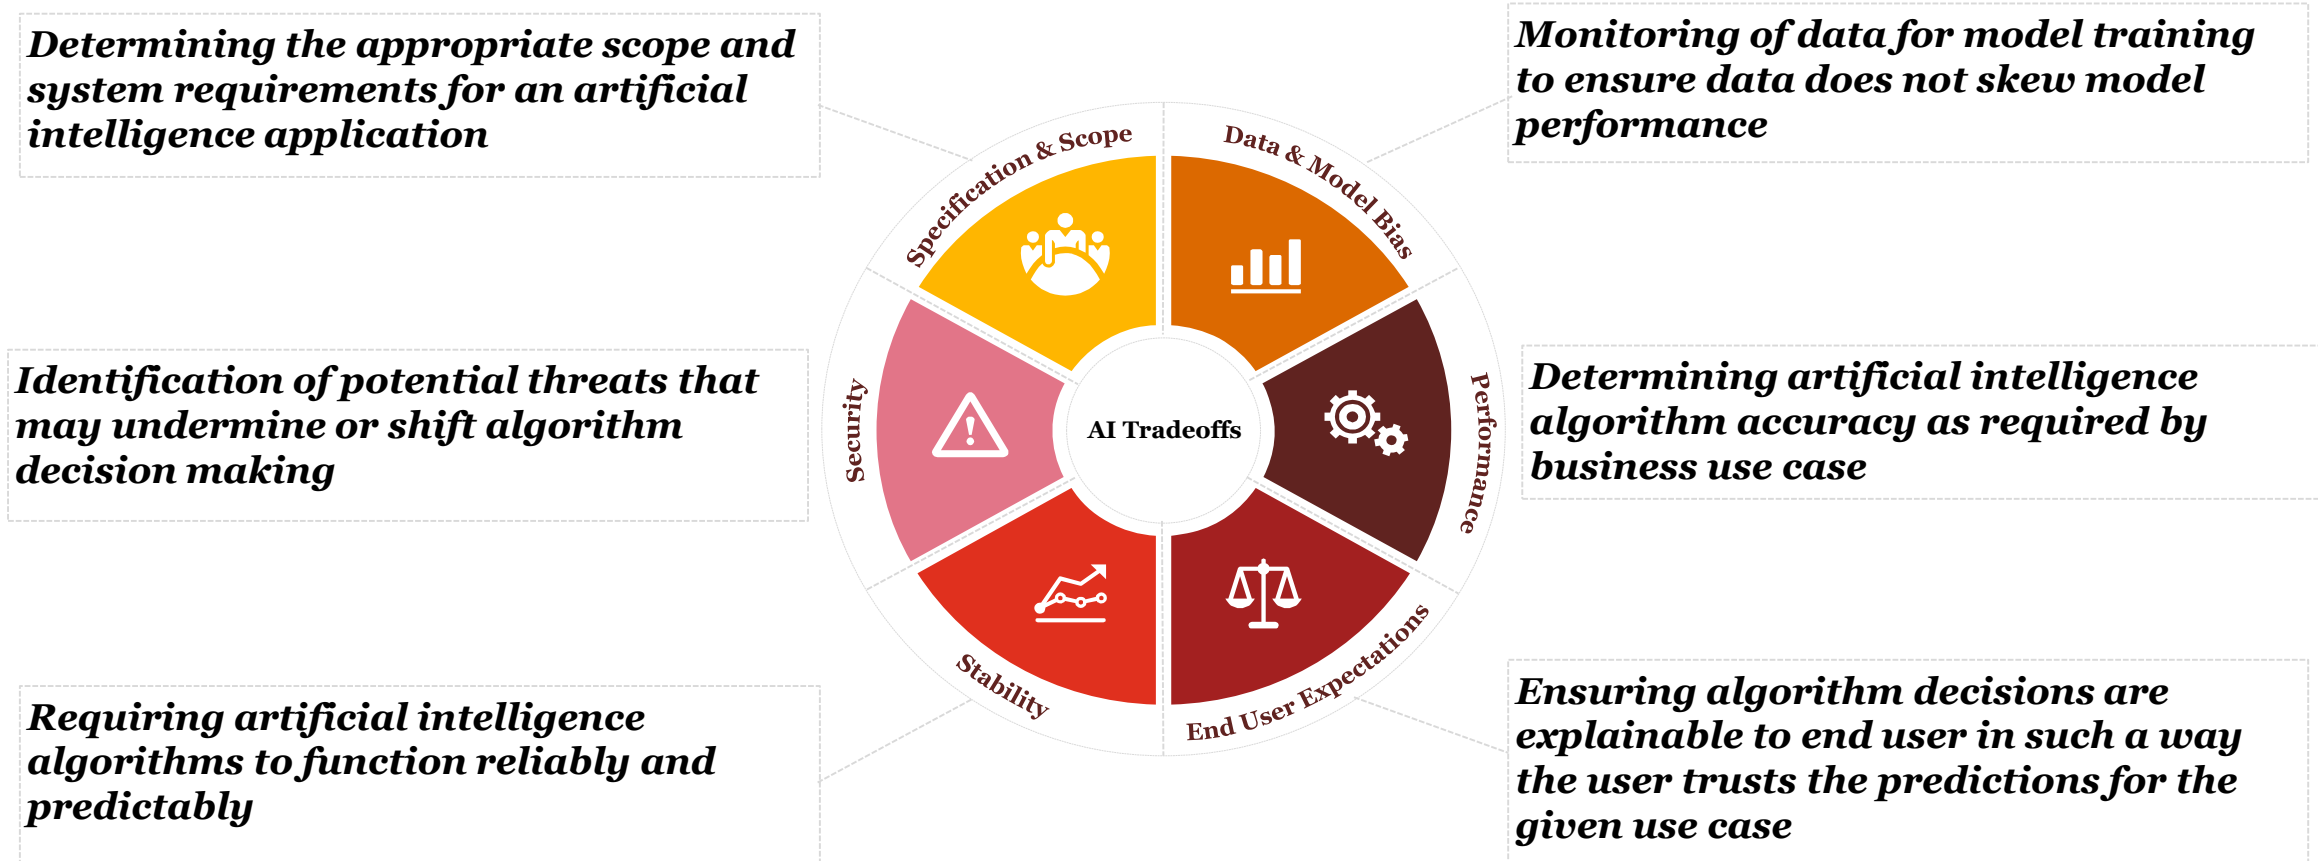 Determining the appropriate scope and
system requirements for an artificial
intelligence application
Monitoring of data for model training
to ensure data does not skew model
performance
Specification & Scope
Data & Model Bias
Identification of potential threats that
may undermine or shift algorithm
decision making
Security
AI Tradeoffs
Performance
Determining artificial intelligence
algorithm accuracy as required by
business use case
Requiring artificial intelligence
algorithms to function reliably and
predictably
Stability
End User Expectations
Ensuring algorithm decisions are
explainable to end user in such a way
the user trusts the predictions for the
given use case